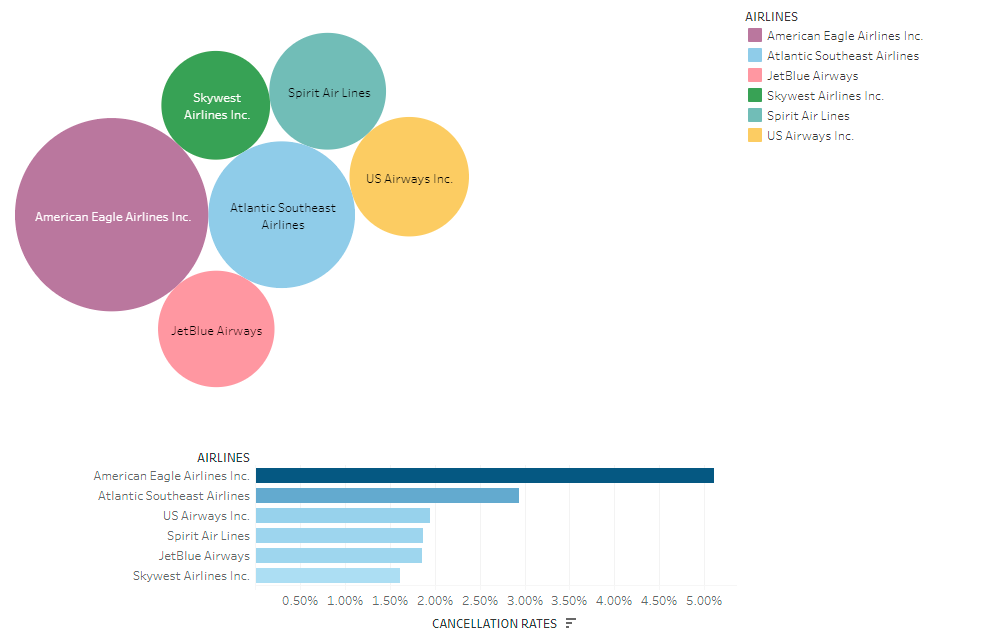 AIRLINES
American Eagle Airlines Inc.
Atlantic Southeast Airlines
JetBlue Airways
Skywest Airlines Inc.
Spirit Air Lines
US Airways Inc.
Spirit Air Lines
Skywest
Airlines Inc.
US Airways Inc.
American Eagle Airlines Inc.
Atlantic Southeast
Airlines
JetBlue Airways
AIRLINES
American Eagle Airlines Inc.
Atlantic Southeast Airlines
US Airways Inc.
Spirit Air Lines
JetBlue Airways
Skywest Airlines Inc.
0.50% 1.00% 1.50% 2.00% 2.50% 3.00% 3.50% 4.00% 4.50% 5.00%
CANCELLATION RATES